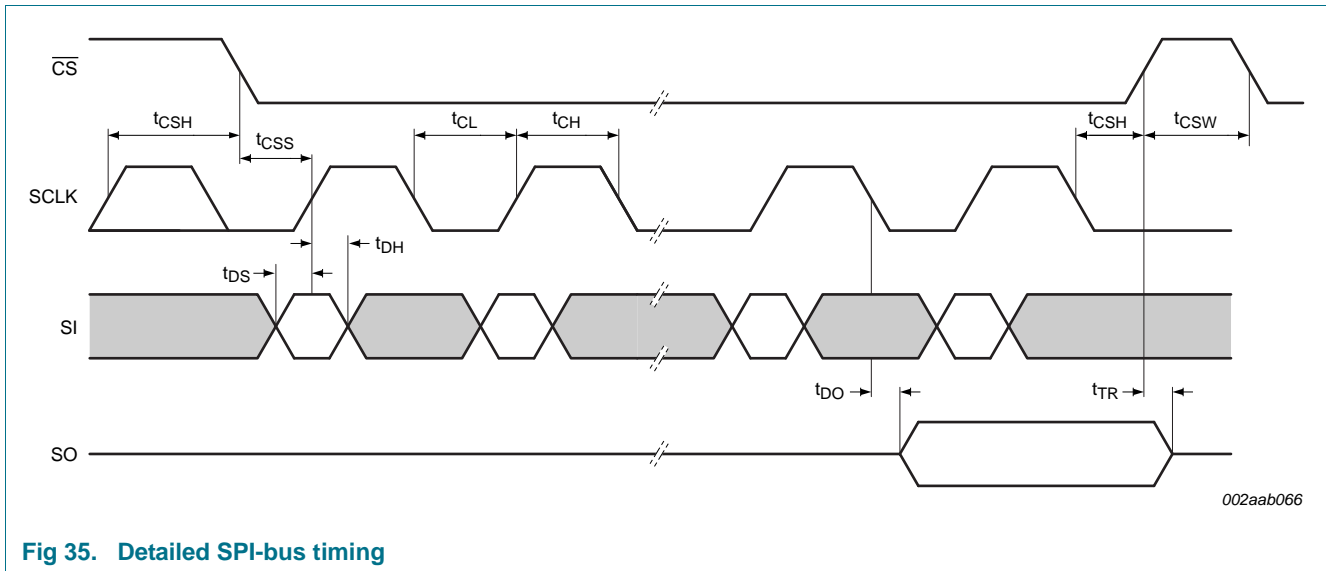 CS
tCSH
tCSS
tCL
tCH
tCSH
tCSW
SCLK
tDS
tDH
SI
tDO
tTR
SO
002aab066
Fig 35. Detailed SPI-bus timing